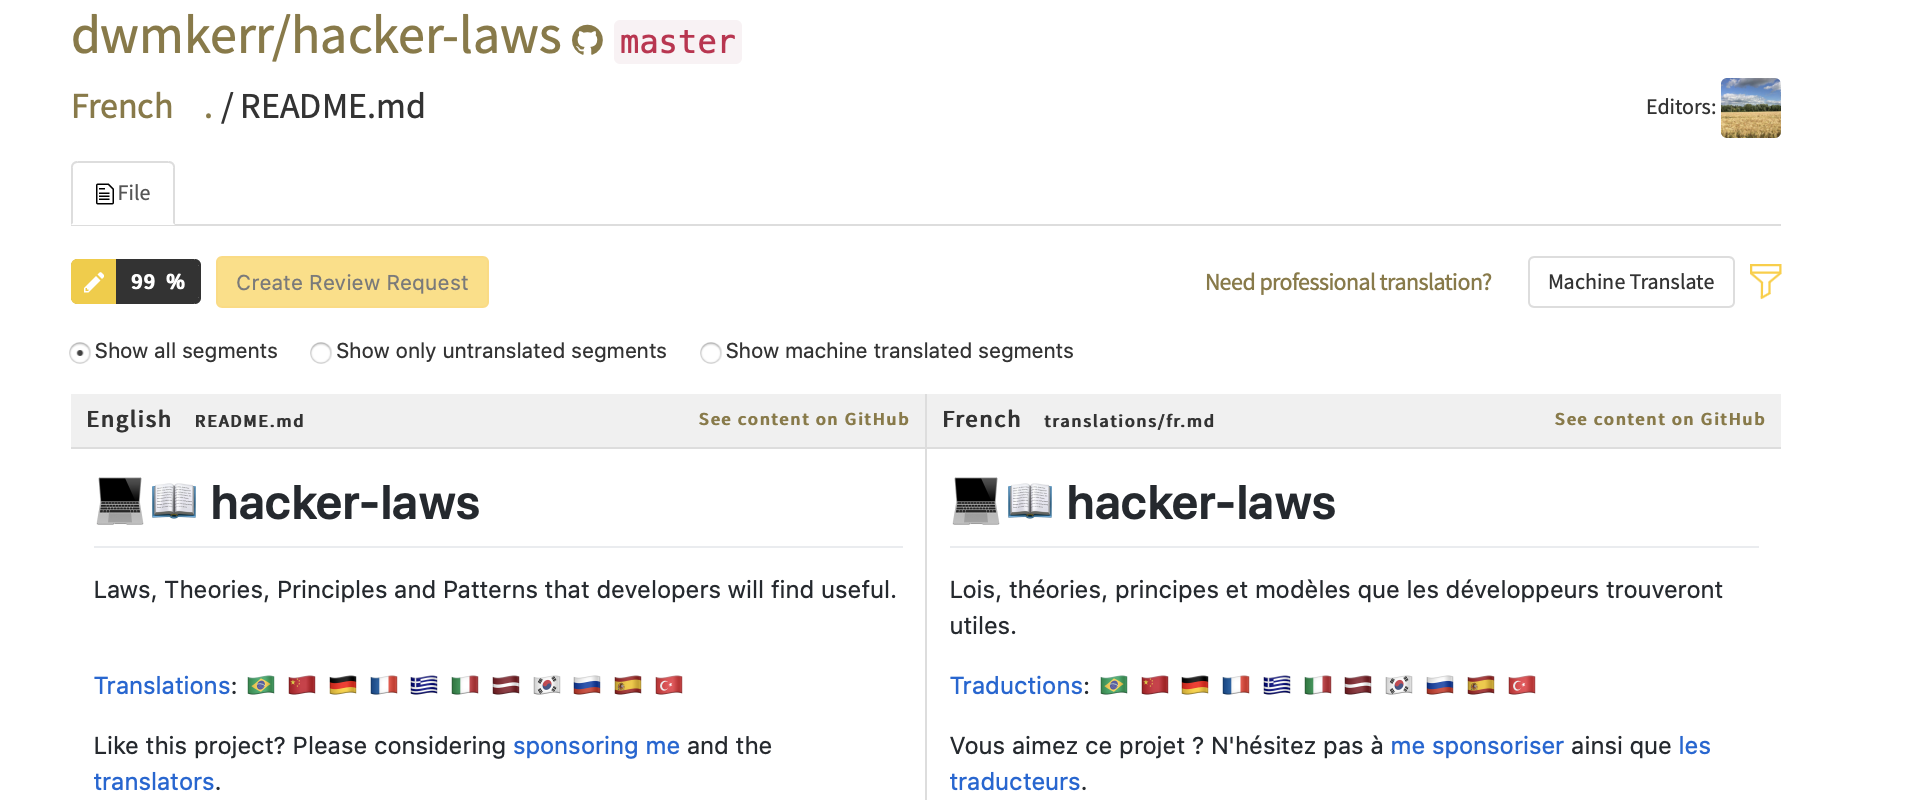 dwmkerr/hacker-laws master
French . / README.md
Editors:
File
99 % Create Review Request
Need professional translation? Machine Translate
Show all segments Show only untranslated segments Show machine translated segments
English README.md See content on GitHub
French translations/fr.md See content on GitHub
hacker-laws
Laws, Theories, Principles and Patterns that developers will find useful.
Translations:
Like this project? Please considering sponsoring me and the
translators.
hacker-laws
Lois, théories, principes et modèles que les développeurs trouveront
utiles.
Traductions:
Vous aimez ce projet ? N'hésitez pas à me sponsoriser ainsi que les
traducteurs.